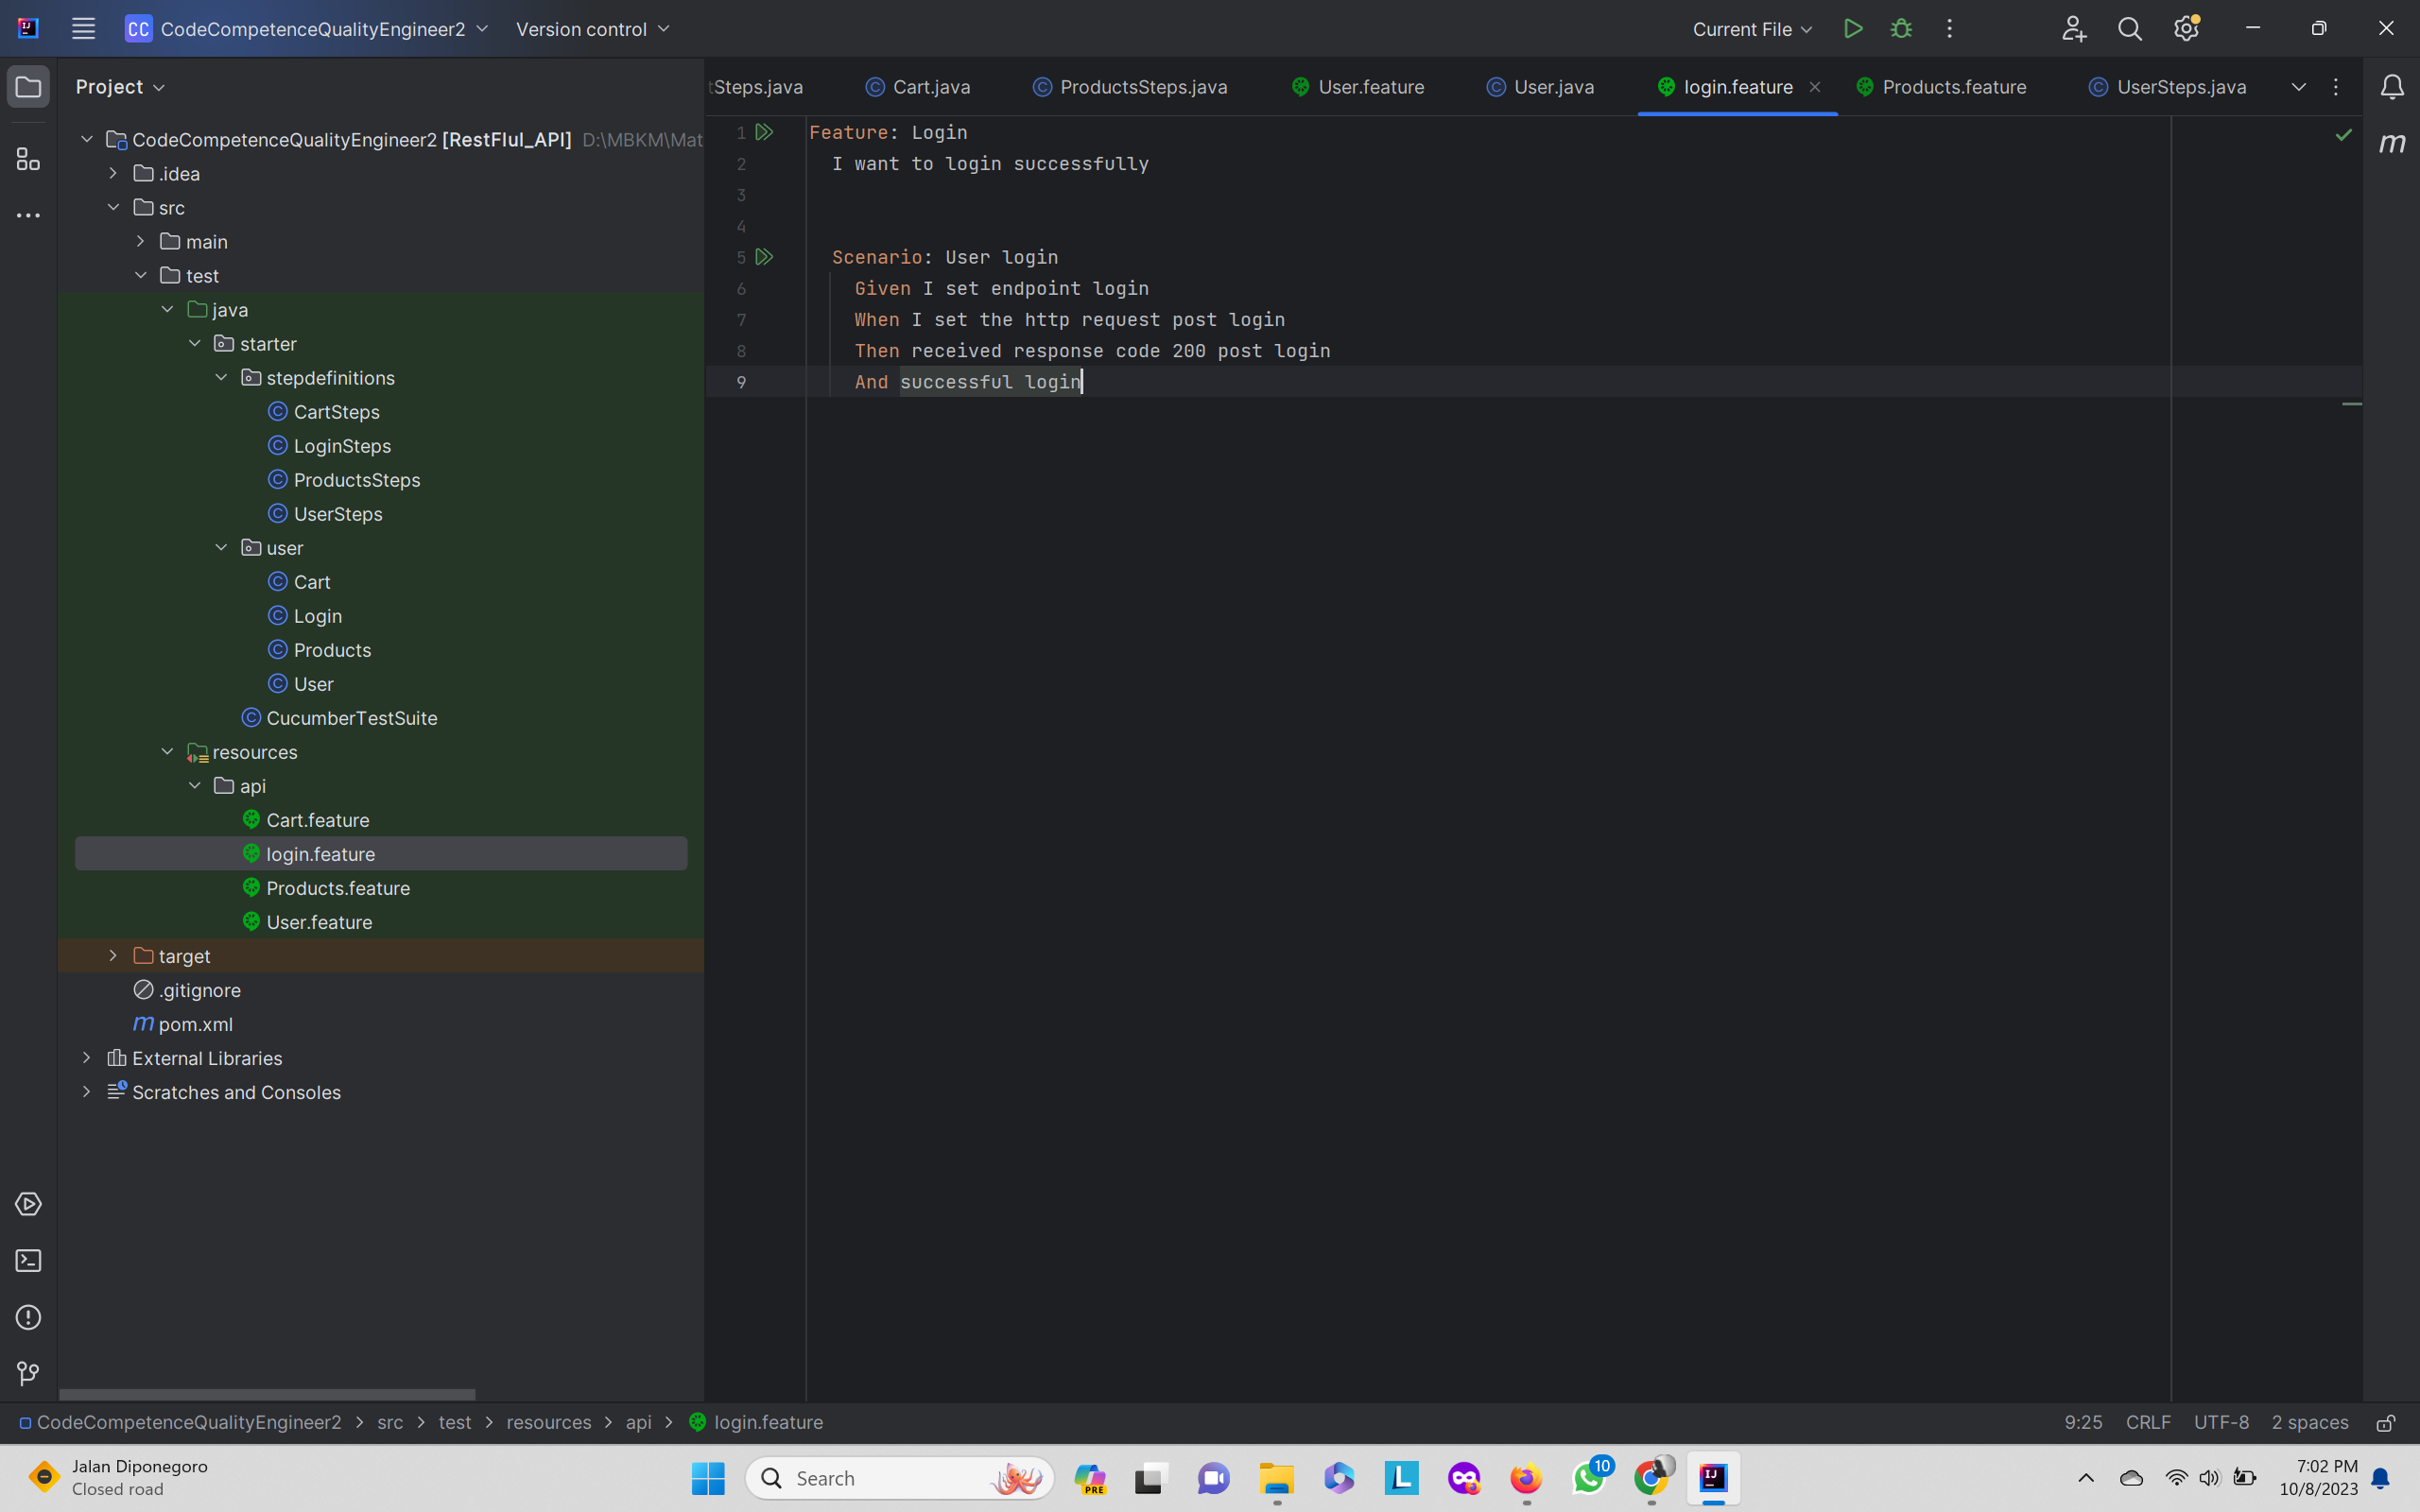 CC CodeCompetenceQualityEngineer2 Version control Current File
Project
tSteps.java Cart.java ProductsSteps.java User.feature User.java login.feature Products.feature UserSteps.java
CodeCompetenceQualityEngineer2 [RestFlul_API] D:\MBKM\Mat
.idea
src
main
test
java
starter
stepdefinitions
CartSteps
LoginSteps
ProductsSteps
UserSteps
user
Cart
Login
Products
User
CucumberTestSuite
resources
api
Cart.feature
login.feature
Products.feature
User.feature
target
.gitignore
m pom.xml
External Libraries
Scratches and Consoles
1 Feature: Login
2 I want to login successfully
3
4
5 Scenario: User login
6 Given I set endpoint login
7 When I set the http request post login
8 Then received response code 200 post login
9 And successful login
m
CodeCompetenceQualityEngineer2 > src > test > resources > api > login.feature 9:25 CRLF UTF-8 2 spaces
Jalan Diponegoro
Closed road
Search
PRE
L
10
IJ
7:02 PM
10/8/2023